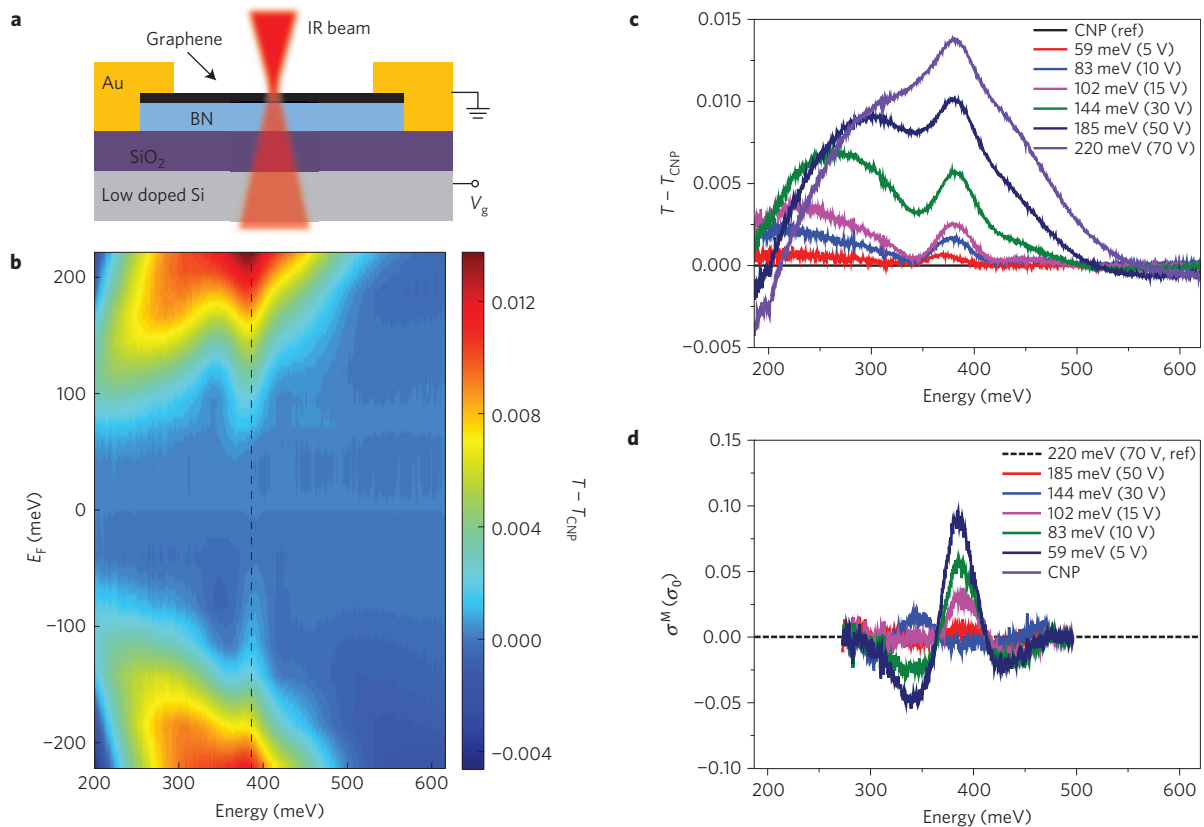 a
Graphene
IR beam
Au
BN
SiO₂
Low doped Si
V_g
b
200
100
0
−100
−200
E_F (meV)
200 300 400 500 600
Energy (meV)
0.012
0.008
0.004
0.000
−0.004
T − T_CNP
c
0.015
0.010
0.005
0.000
−0.005
T − T_CNP
CNP (ref)
59 meV (5 V)
83 meV (10 V)
102 meV (15 V)
144 meV (30 V)
185 meV (50 V)
220 meV (70 V)
200 300 400 500 600
Energy (meV)
d
0.15
0.10
0.05
0.00
−0.05
−0.10
σ^M (σ₀)
220 meV (70 V, ref)
185 meV (50 V)
144 meV (30 V)
102 meV (15 V)
83 meV (10 V)
59 meV (5 V)
CNP
200 300 400 500 600
Energy (meV)